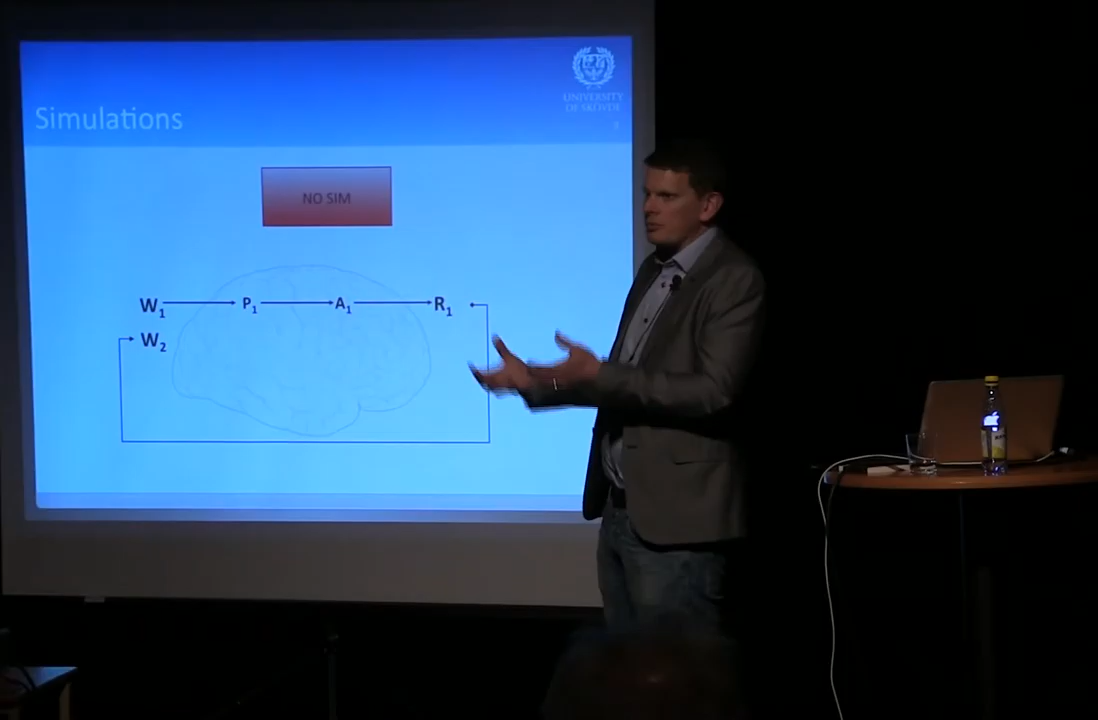 UNIVERSITY
OF SKÖVDE
Simulations
NO SIM
W₁ P₁ A₁ R₁
W₂